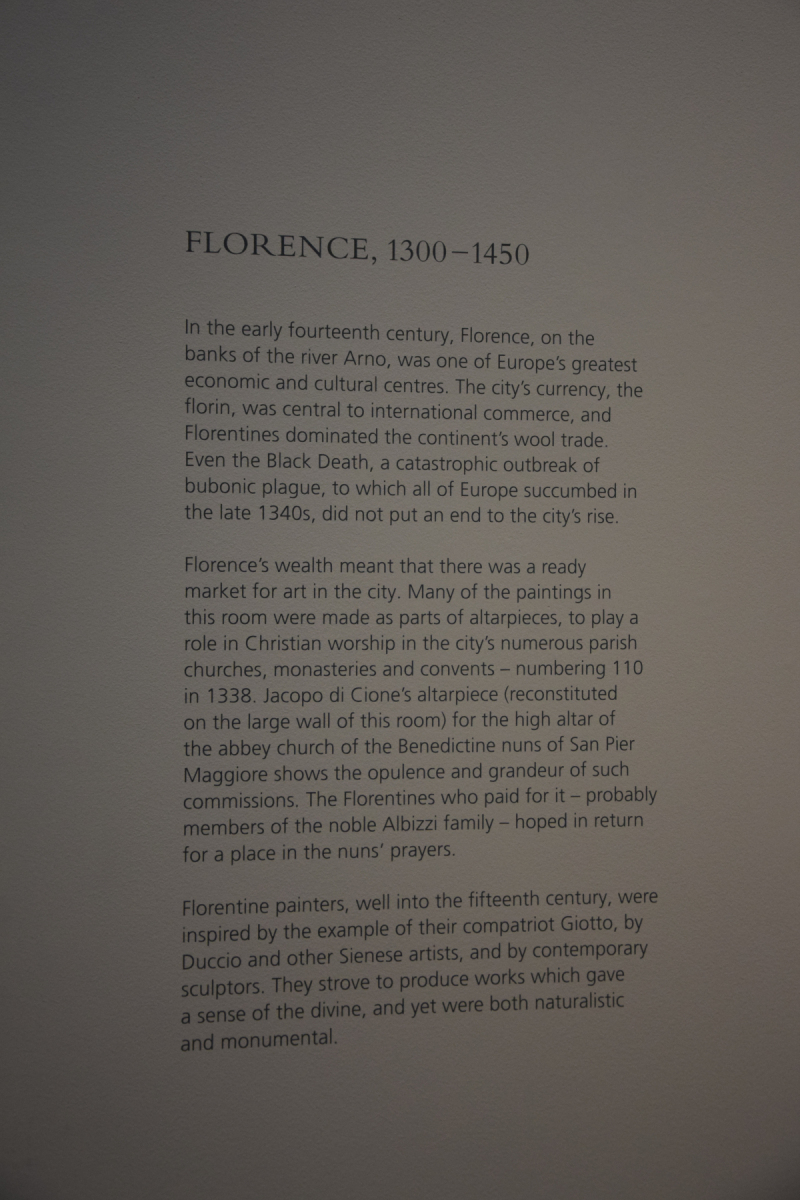 FLORENCE, 1300–1450
In the early fourteenth century, Florence, on the
banks of the river Arno, was one of Europe’s greatest
economic and cultural centres. The city’s currency, the
florin, was central to international commerce, and
Florentines dominated the continent’s wool trade.
Even the Black Death, a catastrophic outbreak of
bubonic plague, to which all of Europe succumbed in
the late 1340s, did not put an end to the city’s rise.
Florence’s wealth meant that there was a ready
market for art in the city. Many of the paintings in
this room were made as parts of altarpieces, to play a
role in Christian worship in the city’s numerous parish
churches, monasteries and convents – numbering 110
in 1338. Jacopo di Cione’s altarpiece (reconstituted
on the large wall of this room) for the high altar of
the abbey church of the Benedictine nuns of San Pier
Maggiore shows the opulence and grandeur of such
commissions. The Florentines who paid for it – probably
members of the noble Albizzi family – hoped in return
for a place in the nuns’ prayers.
Florentine painters, well into the fifteenth century, were
inspired by the example of their compatriot Giotto, by
Duccio and other Sienese artists, and by contemporary
sculptors. They strove to produce works which gave
a sense of the divine, and yet were both naturalistic
and monumental.